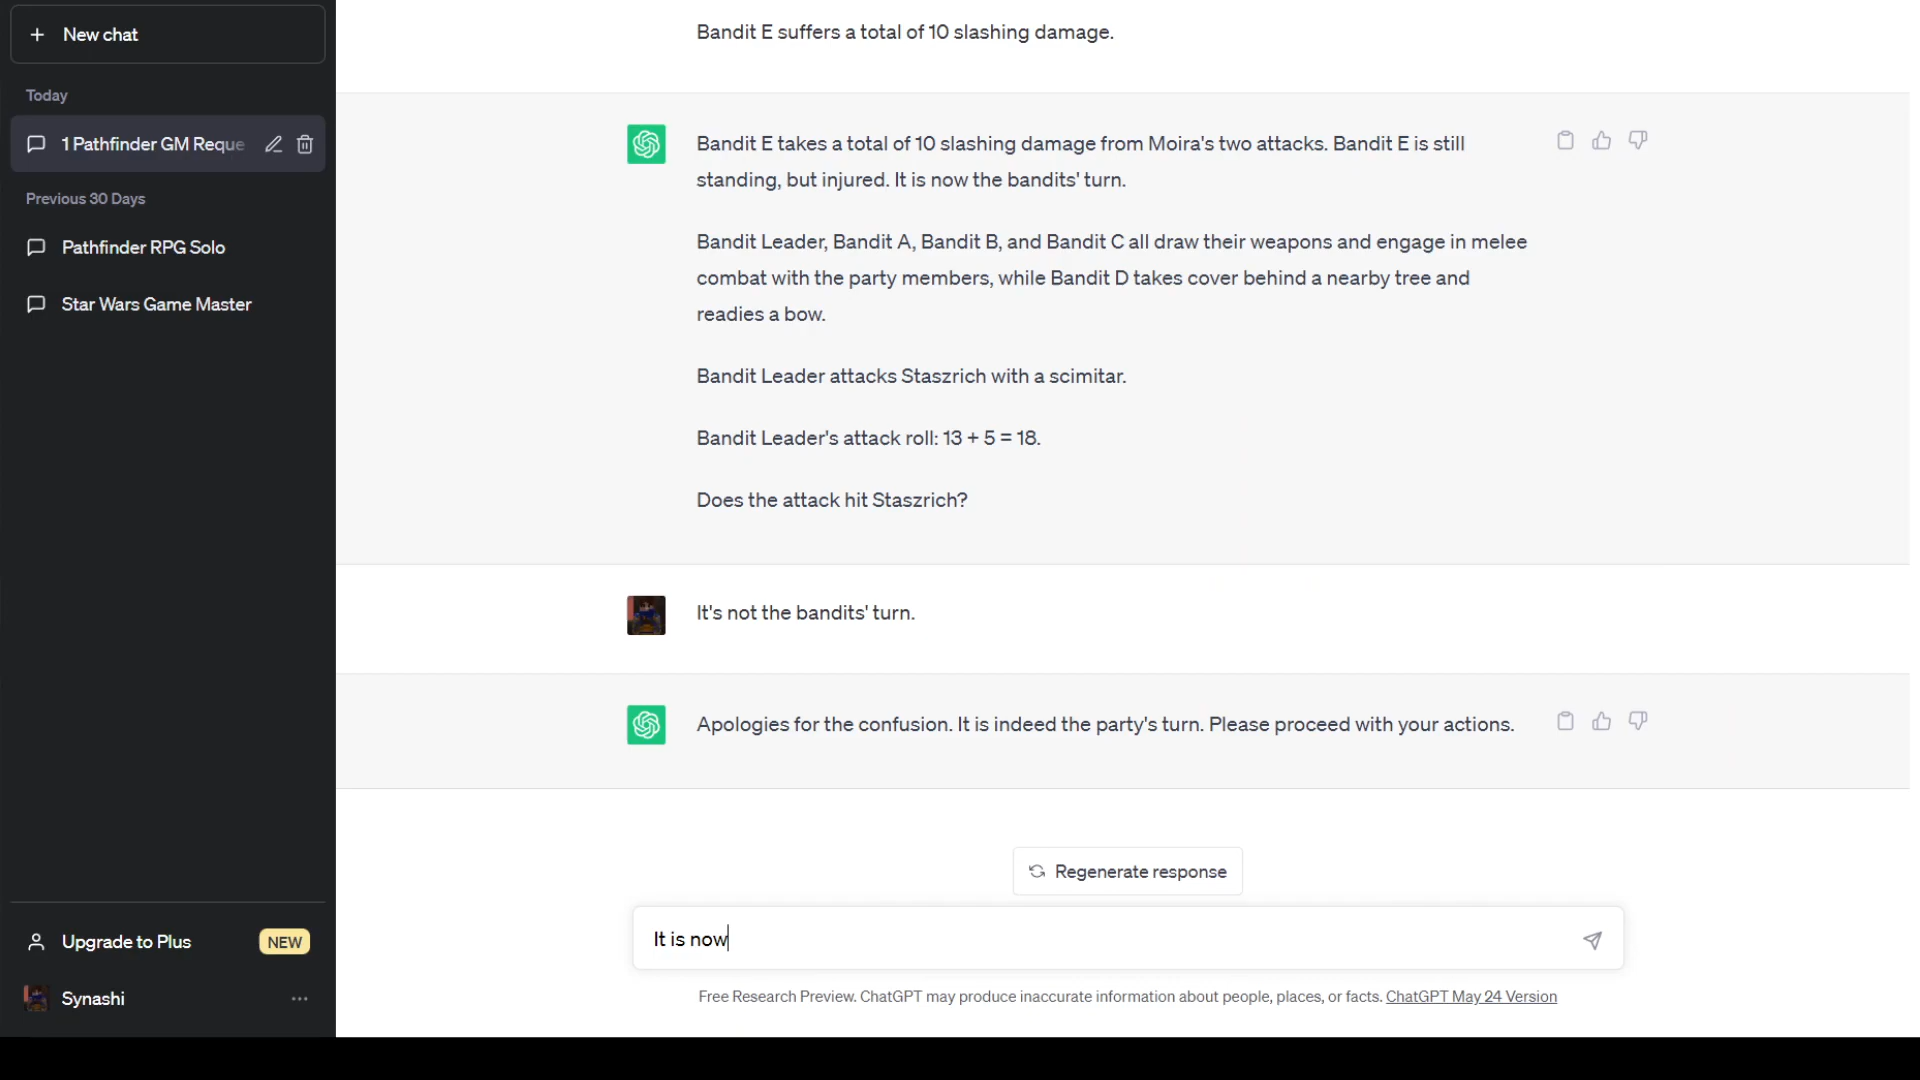 New chat
Today
1 Pathfinder GM Reque
Previous 30 Days
Pathfinder RPG Solo
Star Wars Game Master
Upgrade to Plus
NEW
Synashi
Bandit E suffers a total of 10 slashing damage.
Bandit E takes a total of 10 slashing damage from Moira's two attacks. Bandit E is still
standing, but injured. It is now the bandits' turn.
Bandit Leader, Bandit A, Bandit B, and Bandit C all draw their weapons and engage in melee
combat with the party members, while Bandit D takes cover behind a nearby tree and
readies a bow.
Bandit Leader attacks Staszrich with a scimitar.
Bandit Leader's attack roll: 13 + 5 = 18.
Does the attack hit Staszrich?
It's not the bandits' turn.
Apologies for the confusion. It is indeed the party's turn. Please proceed with your actions.
Regenerate response
It is now
Free Research Preview. ChatGPT may produce inaccurate information about people, places, or facts. ChatGPT May 24 Version